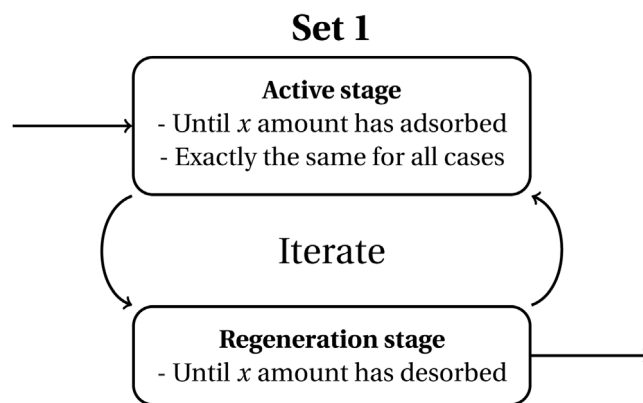 Set 1
Active stage
- Until x amount has adsorbed
- Exactly the same for all cases
Iterate
Regeneration stage
- Until x amount has desorbed